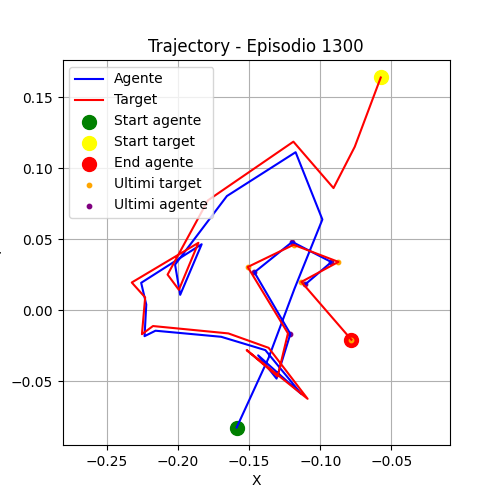 Trajectory - Episodio 1300
Agente
Target
Start agente
Start target
End agente
Ultimi target
Ultimi agente
0.15
0.10
0.05
0.00
−0.05
−0.25
−0.20
−0.15
−0.10
−0.05
X